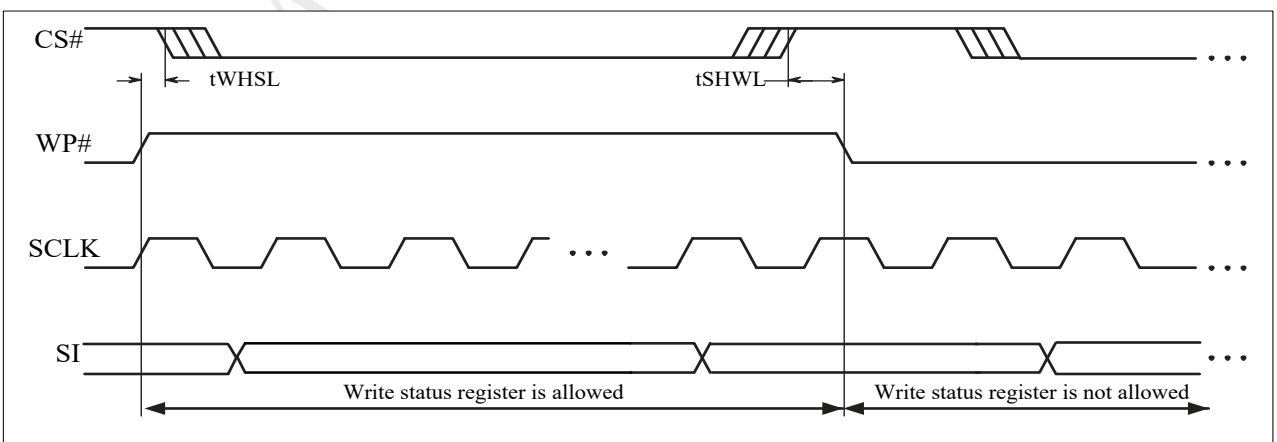 CS#
tWHSL
tSHWL
WP#
SCLK
SI
Write status register is allowed
Write status register is not allowed